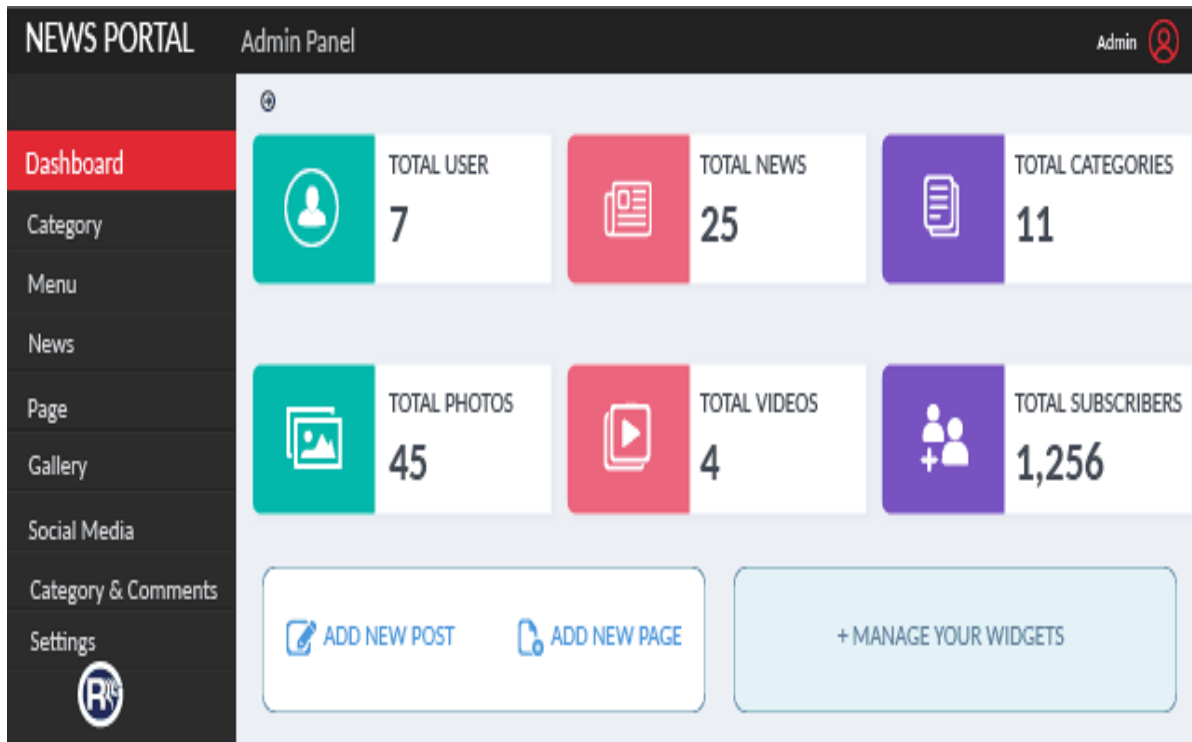 NEWS PORTAL
Admin Panel
Admin
Dashboard
Category
Menu
News
Page
Gallery
Social Media
Category & Comments
Settings
R
TOTAL USER
7
TOTAL NEWS
25
TOTAL CATEGORIES
11
TOTAL PHOTOS
45
TOTAL VIDEOS
4
TOTAL SUBSCRIBERS
1,256
ADD NEW POST
ADD NEW PAGE
+ MANAGE YOUR WIDGETS